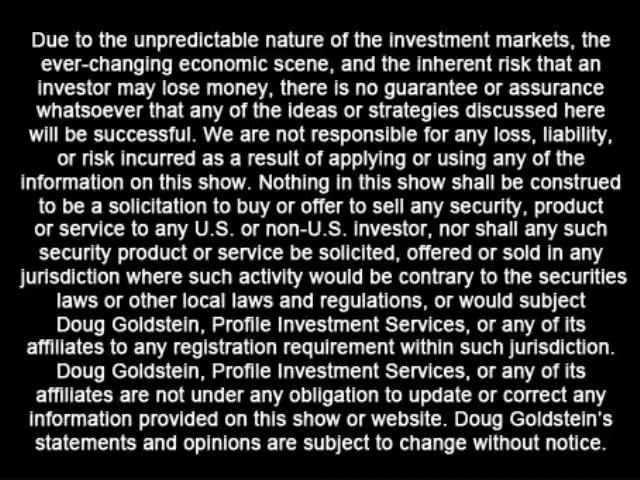 Due to the unpredictable nature of the investment markets, the
ever-changing economic scene, and the inherent risk that an
investor may lose money, there is no guarantee or assurance
whatsoever that any of the ideas or strategies discussed here
will be successful. We are not responsible for any loss, liability,
or risk incurred as a result of applying or using any of the
information on this show. Nothing in this show shall be construed
to be a solicitation to buy or offer to sell any security, product
or service to any U.S. or non-U.S. investor, nor shall any such
security product or service be solicited, offered or sold in any
jurisdiction where such activity would be contrary to the securities
laws or other local laws and regulations, or would subject
Doug Goldstein, Profile Investment Services, or any of its
affiliates to any registration requirement within such jurisdiction.
Doug Goldstein, Profile Investment Services, or any of its
affiliates are not under any obligation to update or correct any
information provided on this show or website. Doug Goldstein's
statements and opinions are subject to change without notice.